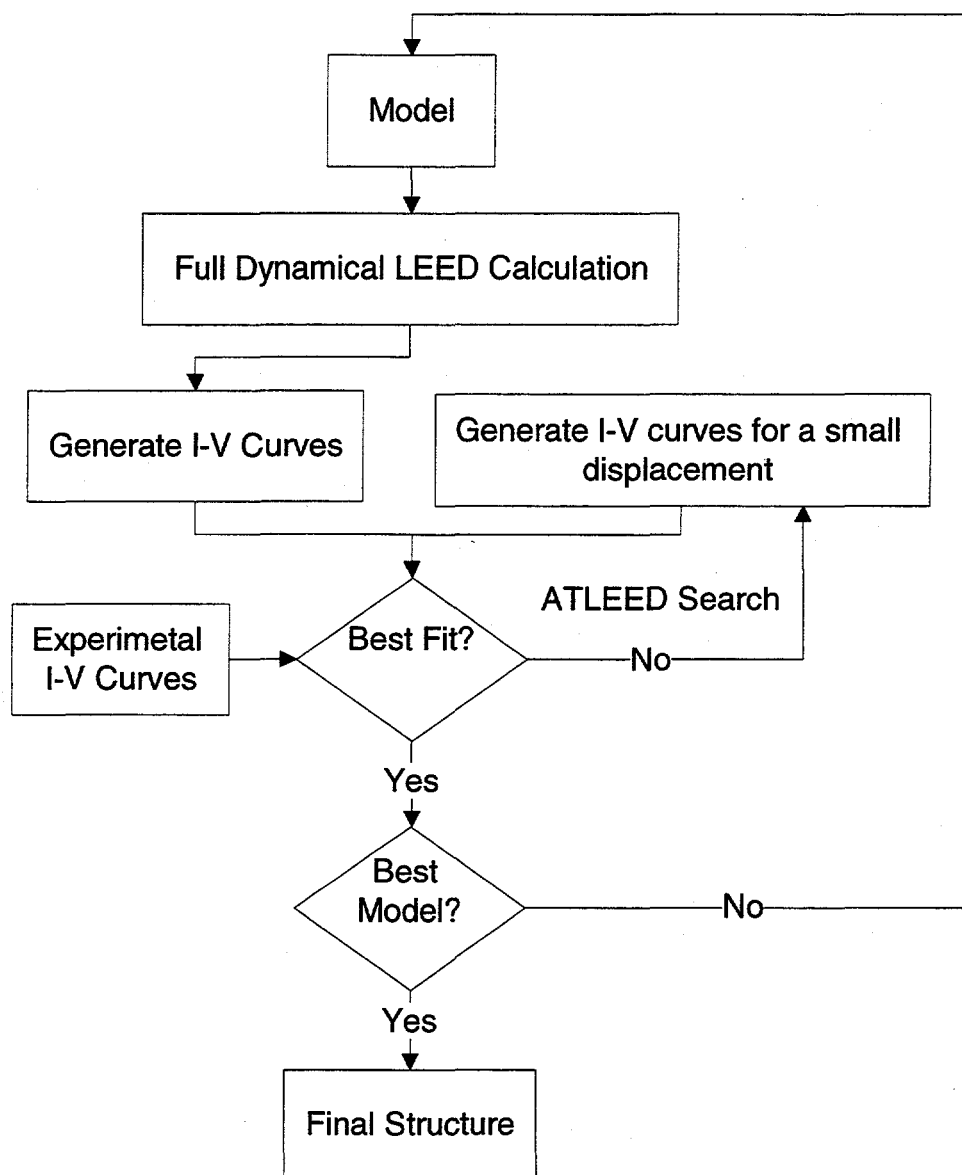 Model
Full Dynamical LEED Calculation
Generate I-V Curves
Generate I-V curves for a small
displacement
ATLEED Search
Experimetal
I-V Curves
Best Fit?
No
Yes
Best
Model?
No
Yes
Final Structure